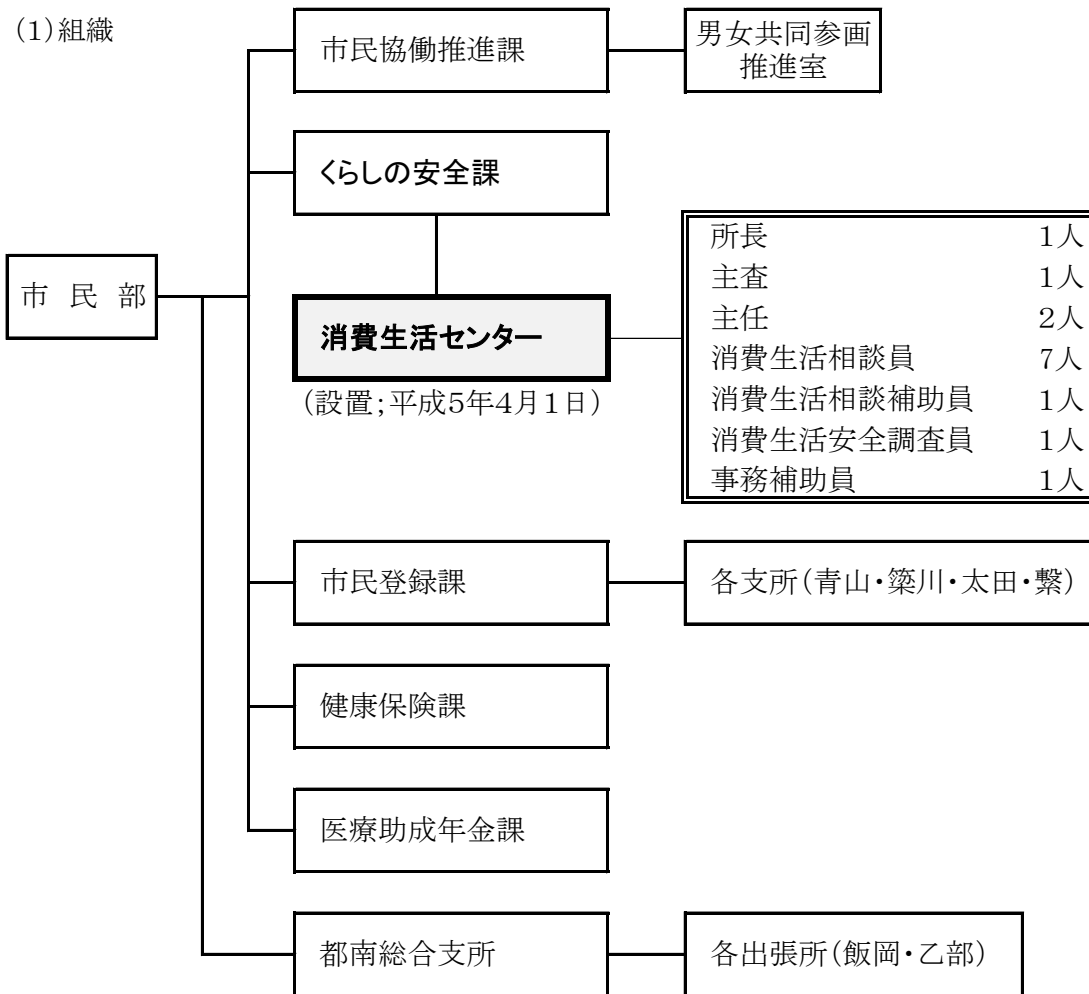 (1)組織
市民協働推進課
男女共同参画
推進室
くらしの安全課
所長 1人
主査 1人
主任 2人
消費生活相談員 7人
消費生活相談補助員 1人
消費生活安全調査員 1人
事務補助員 1人
市 民 部
消費生活センター
(設置;平成5年4月1日)
市民登録課
各支所(青山・簗川・太田・繋)
健康保険課
医療助成年金課
都南総合支所
各出張所(飯岡・乙部)